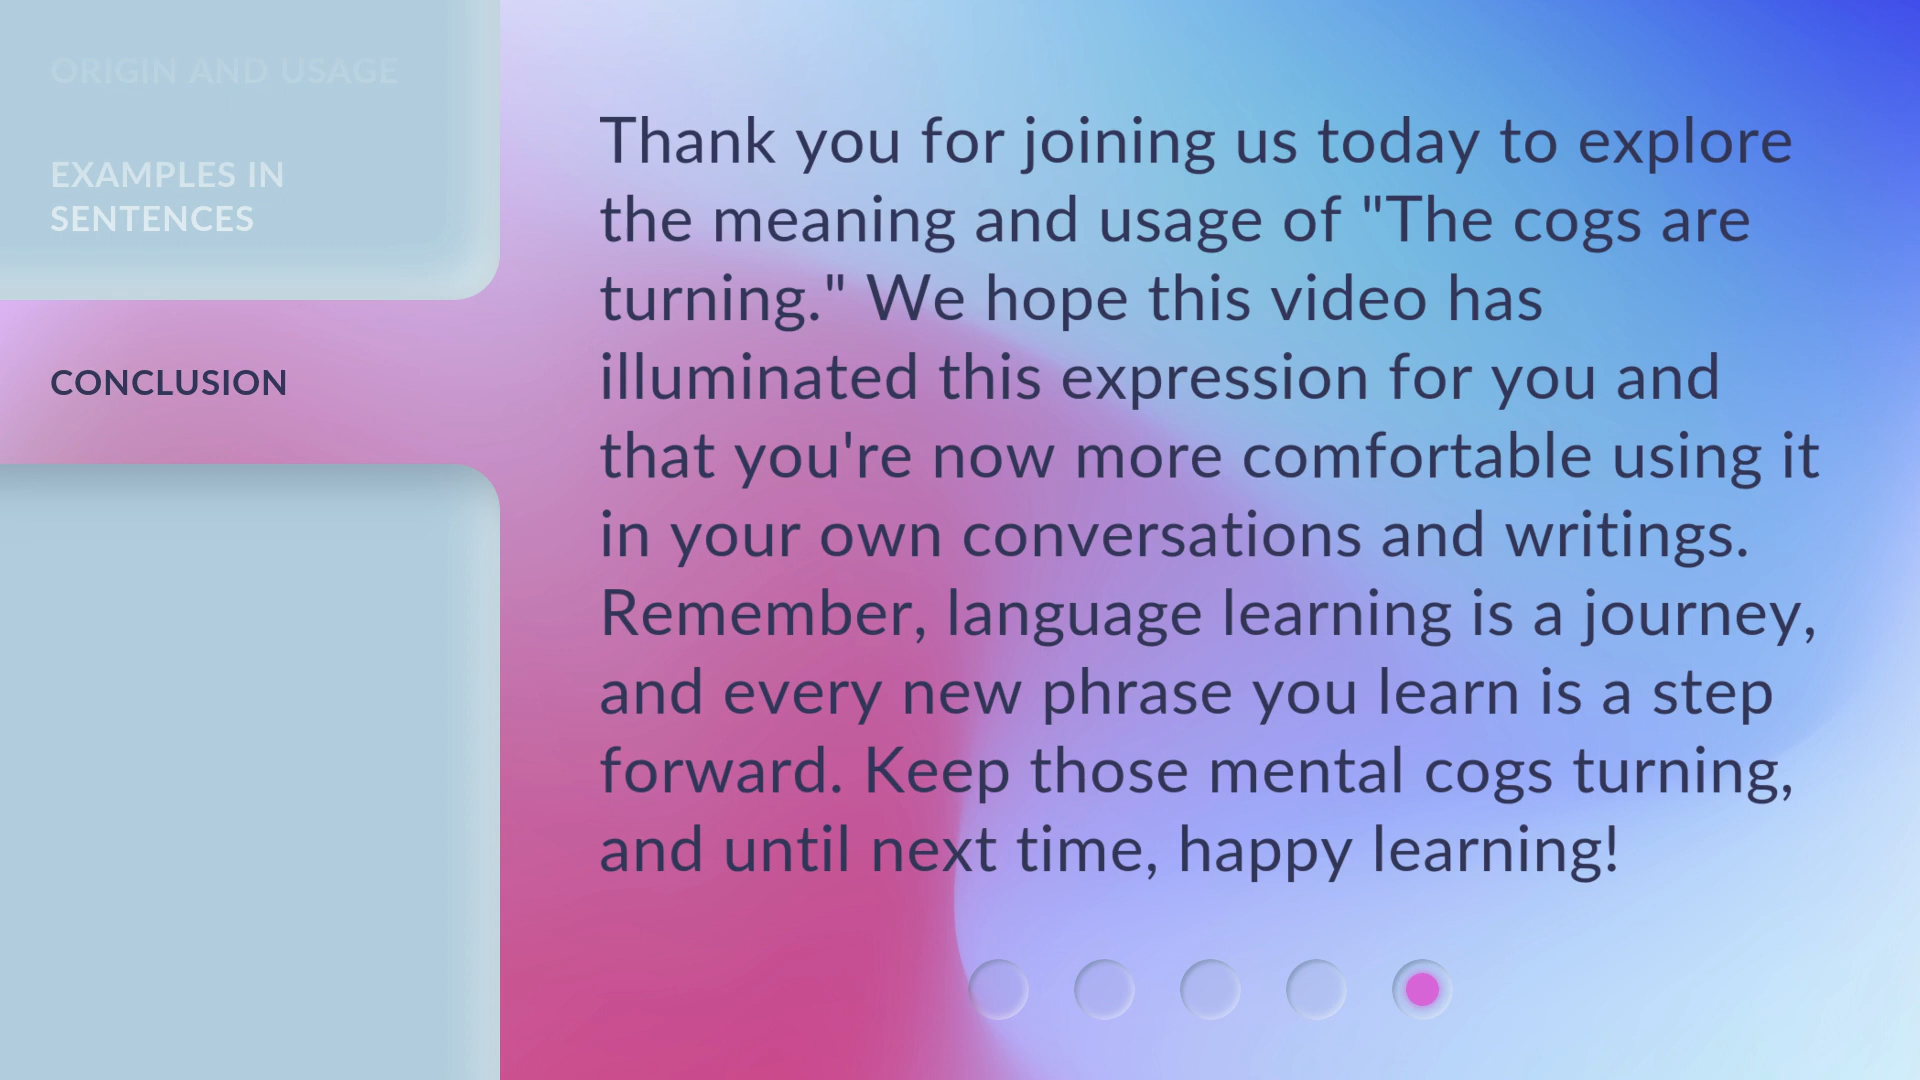 ORIGIN AND USAGE
EXAMPLES IN
SENTENCES
CONCLUSION
Thank you for joining us today to explore
the meaning and usage of "The cogs are
turning." We hope this video has
illuminated this expression for you and
that you're now more comfortable using it
in your own conversations and writings.
Remember, language learning is a journey,
and every new phrase you learn is a step
forward. Keep those mental cogs turning,
and until next time, happy learning!